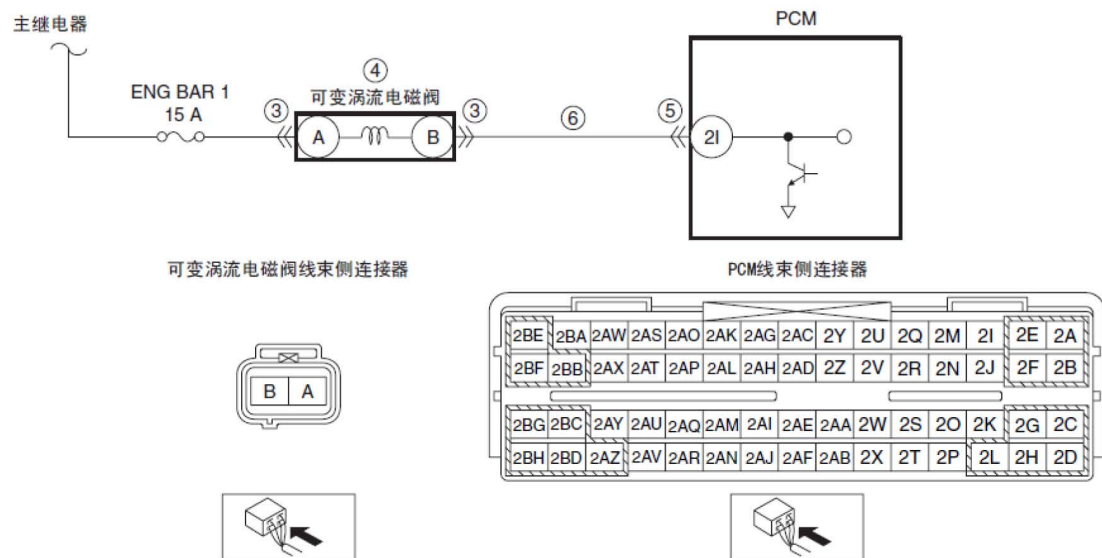 主继电器
PCM
ENG BAR 1
15 A
④
可变涡流电磁阀
③
A
B
③
⑥
⑤
2I
可变涡流电磁阀线束侧连接器
PCM线束侧连接器
B A
2BE 2BA 2AW 2AS 2AO 2AK 2AG 2AC 2Y 2U 2Q 2M 2I 2E 2A
2BF 2BB 2AX 2AT 2AP 2AL 2AH 2AD 2Z 2V 2R 2N 2J 2F 2B
2BG 2BC 2AY 2AU 2AQ 2AM 2AI 2AE 2AA 2W 2S 2O 2K 2G 2C
2BH 2BD 2AZ 2AV 2AR 2AN 2AJ 2AF 2AB 2X 2T 2P 2L 2H 2D